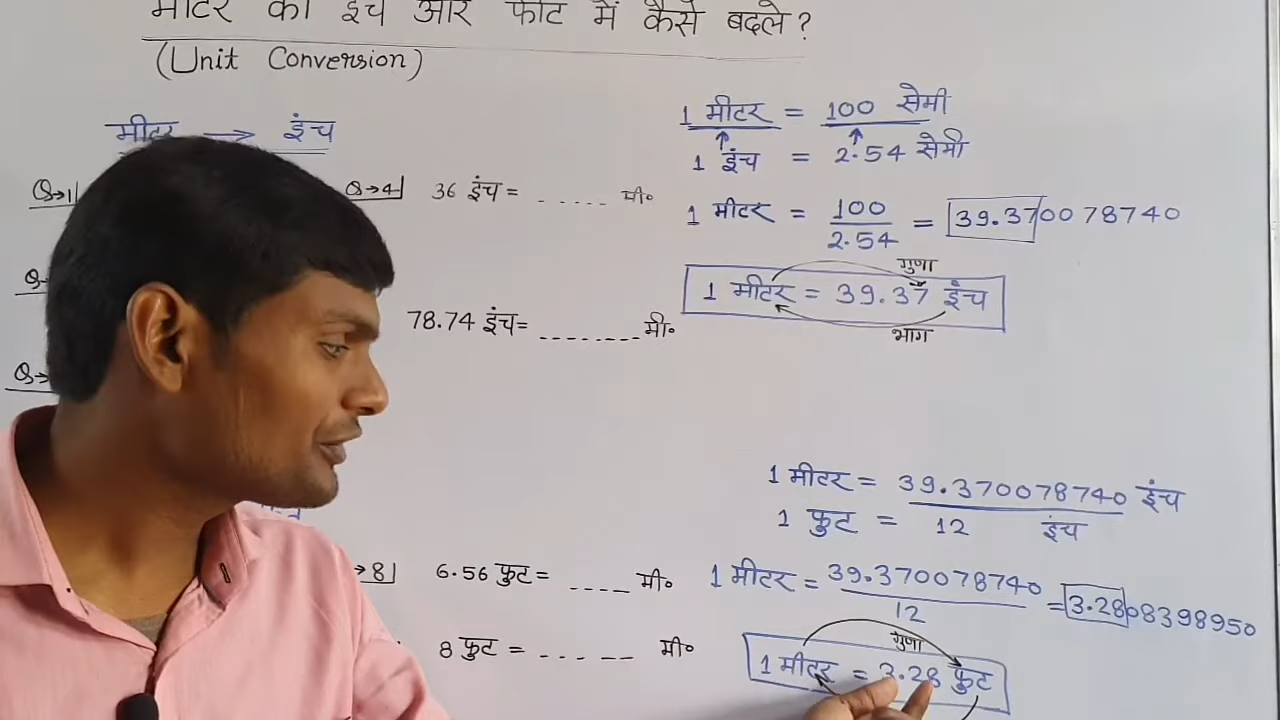 मीटर को इंच और फीट में कैसे बदले?
(Unit Conversion)
मीटर → इंच
Q→1
Q→4 36 इंच = - - - - - मी०
78.74 इंच = - - - - - - - - मी०
1 मीटर = 100 सेमी
1 इंच = 2.54 सेमी
1 मीटर = 100/2.54 = 39.370078740
गुणा
1 मीटर = 39.37 इंच
भाग
1 मीटर = 39.370078740 इंच
1 फुट = 12 इंच
→8 6.56 फुट = - - - - मी०
8 फुट = - - - - - मी०
1 मीटर = 39.370078740/12 = 3.2808398950
गुणा
1 मीटर = 3.28 फुट